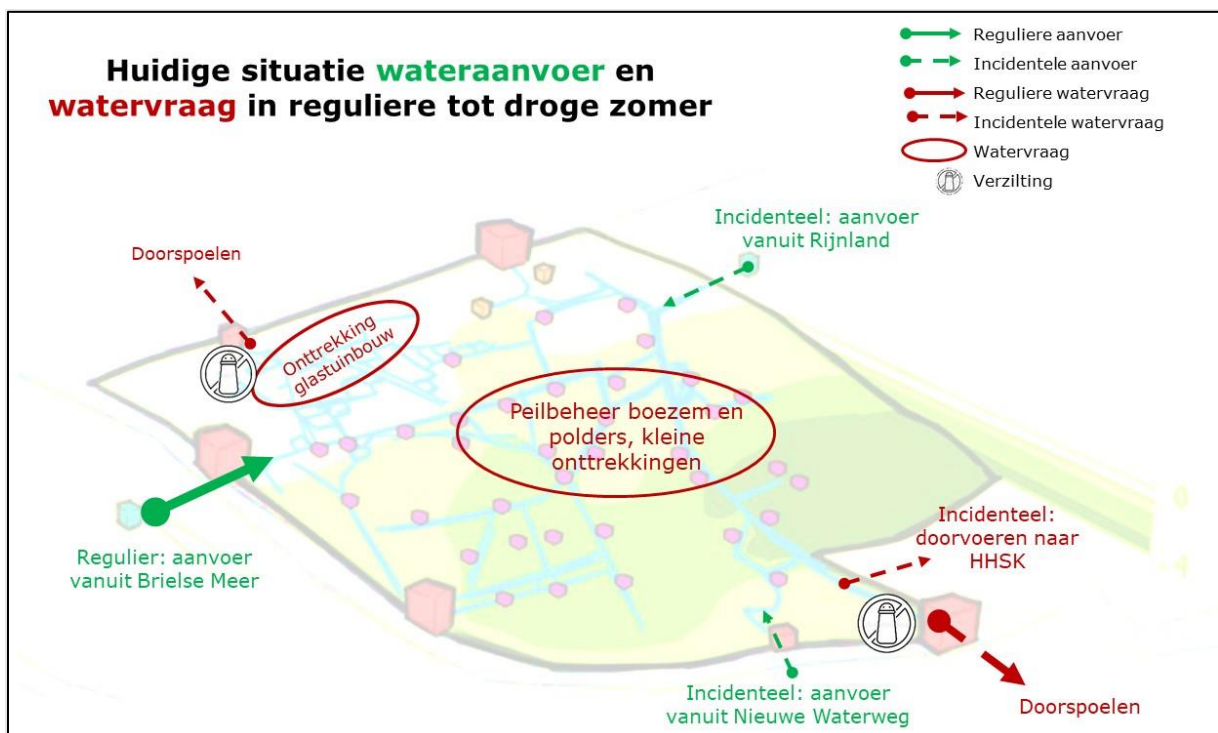 Huidige situatie wateraanvoer en
watervraag in reguliere tot droge zomer
Reguliere aanvoer
Incidentele aanvoer
Reguliere watervraag
Incidentele watervraag
Watervraag
Verzilting
Incidenteel: aanvoer
vanuit Rijnland
Doorspoelen
Onttrekking
glastuinbouw
Peilbeheer boezem en
polders, kleine
onttrekkingen
Regulier: aanvoer
vanuit Brielse Meer
Incidenteel:
doorvoeren naar
HHSK
Incidenteel: aanvoer
vanuit Nieuwe Waterweg
Doorspoelen
0
-4